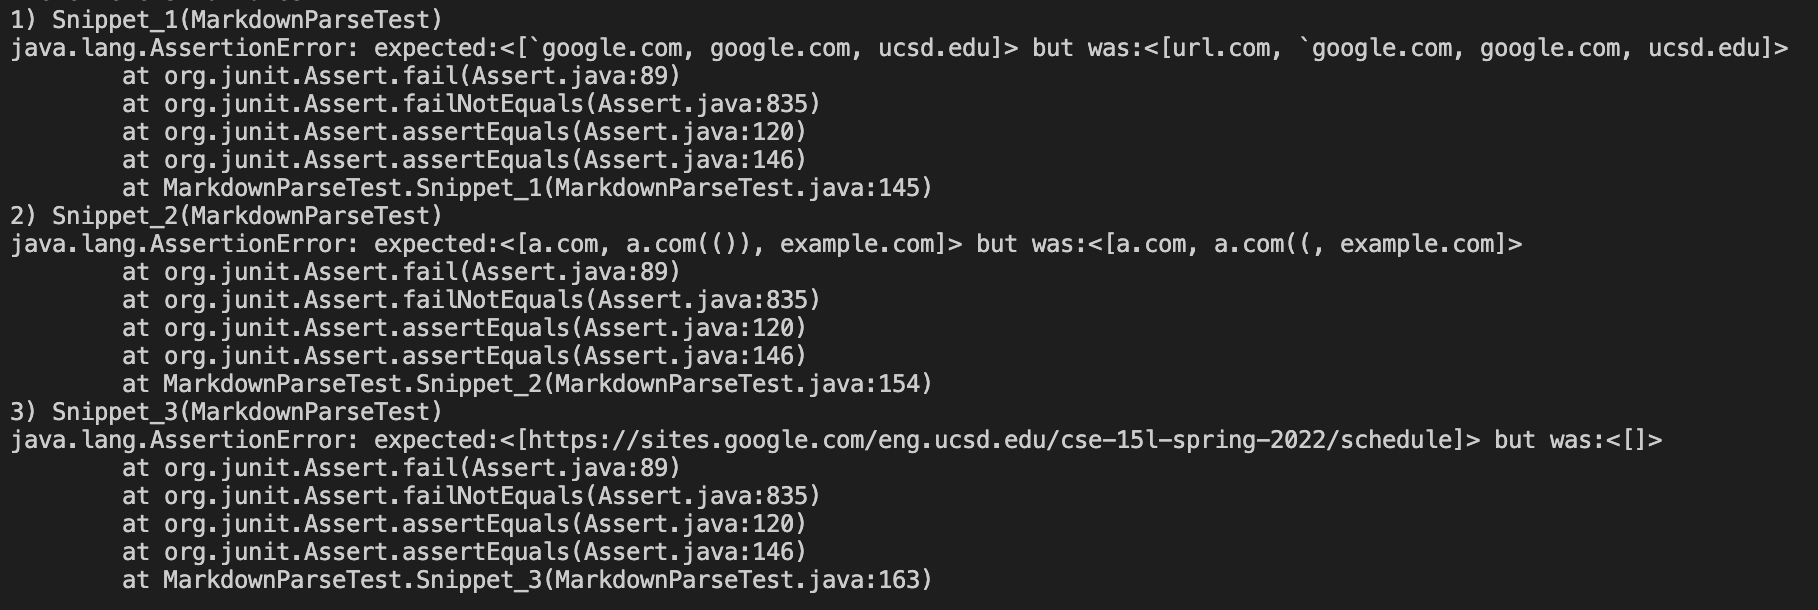 1) Snippet_1(MarkdownParseTest)
java.lang.AssertionError: expected:<[`google.com, google.com, ucsd.edu]> but was:<[url.com, `google.com, google.com, ucsd.edu]>
        at org.junit.Assert.fail(Assert.java:89)
        at org.junit.Assert.failNotEquals(Assert.java:835)
        at org.junit.Assert.assertEquals(Assert.java:120)
        at org.junit.Assert.assertEquals(Assert.java:146)
        at MarkdownParseTest.Snippet_1(MarkdownParseTest.java:145)
2) Snippet_2(MarkdownParseTest)
java.lang.AssertionError: expected:<[a.com, a.com(()), example.com]> but was:<[a.com, a.com((, example.com]>
        at org.junit.Assert.fail(Assert.java:89)
        at org.junit.Assert.failNotEquals(Assert.java:835)
        at org.junit.Assert.assertEquals(Assert.java:120)
        at org.junit.Assert.assertEquals(Assert.java:146)
        at MarkdownParseTest.Snippet_2(MarkdownParseTest.java:154)
3) Snippet_3(MarkdownParseTest)
java.lang.AssertionError: expected:<[https://sites.google.com/eng.ucsd.edu/cse-15l-spring-2022/schedule]> but was:<[]>
        at org.junit.Assert.fail(Assert.java:89)
        at org.junit.Assert.failNotEquals(Assert.java:835)
        at org.junit.Assert.assertEquals(Assert.java:120)
        at org.junit.Assert.assertEquals(Assert.java:146)
        at MarkdownParseTest.Snippet_3(MarkdownParseTest.java:163)